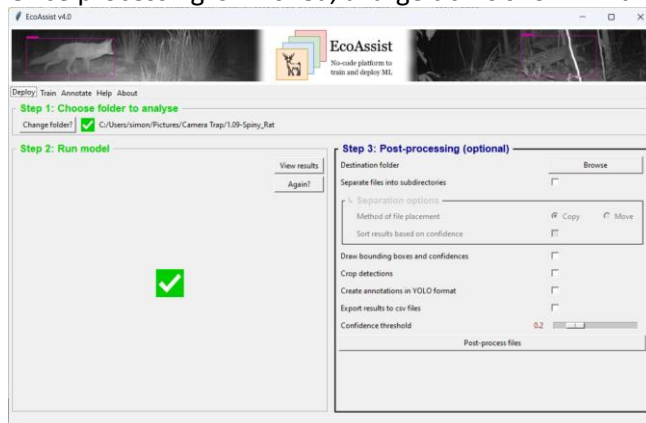 EcoAssist v4.0
EcoAssist
No-code platform to
train and deploy ML
Deploy Train Annotate Help About
Step 1: Choose folder to analyse
Change folder? C:/Users/simon/Pictures/Camera Trap/1.09-Spiny_Rat
Step 2: Run model
View results
Again?
Step 3: Post-processing (optional)
Destination folder Browse
Separate files into subdirectories
↳ Separation options
Method of file placement Copy Move
Sort results based on confidence
Draw bounding boxes and confidences
Crop detections
Create annotations in YOLO format
Export results to csv files
Confidence threshold 0.2
Post-process files